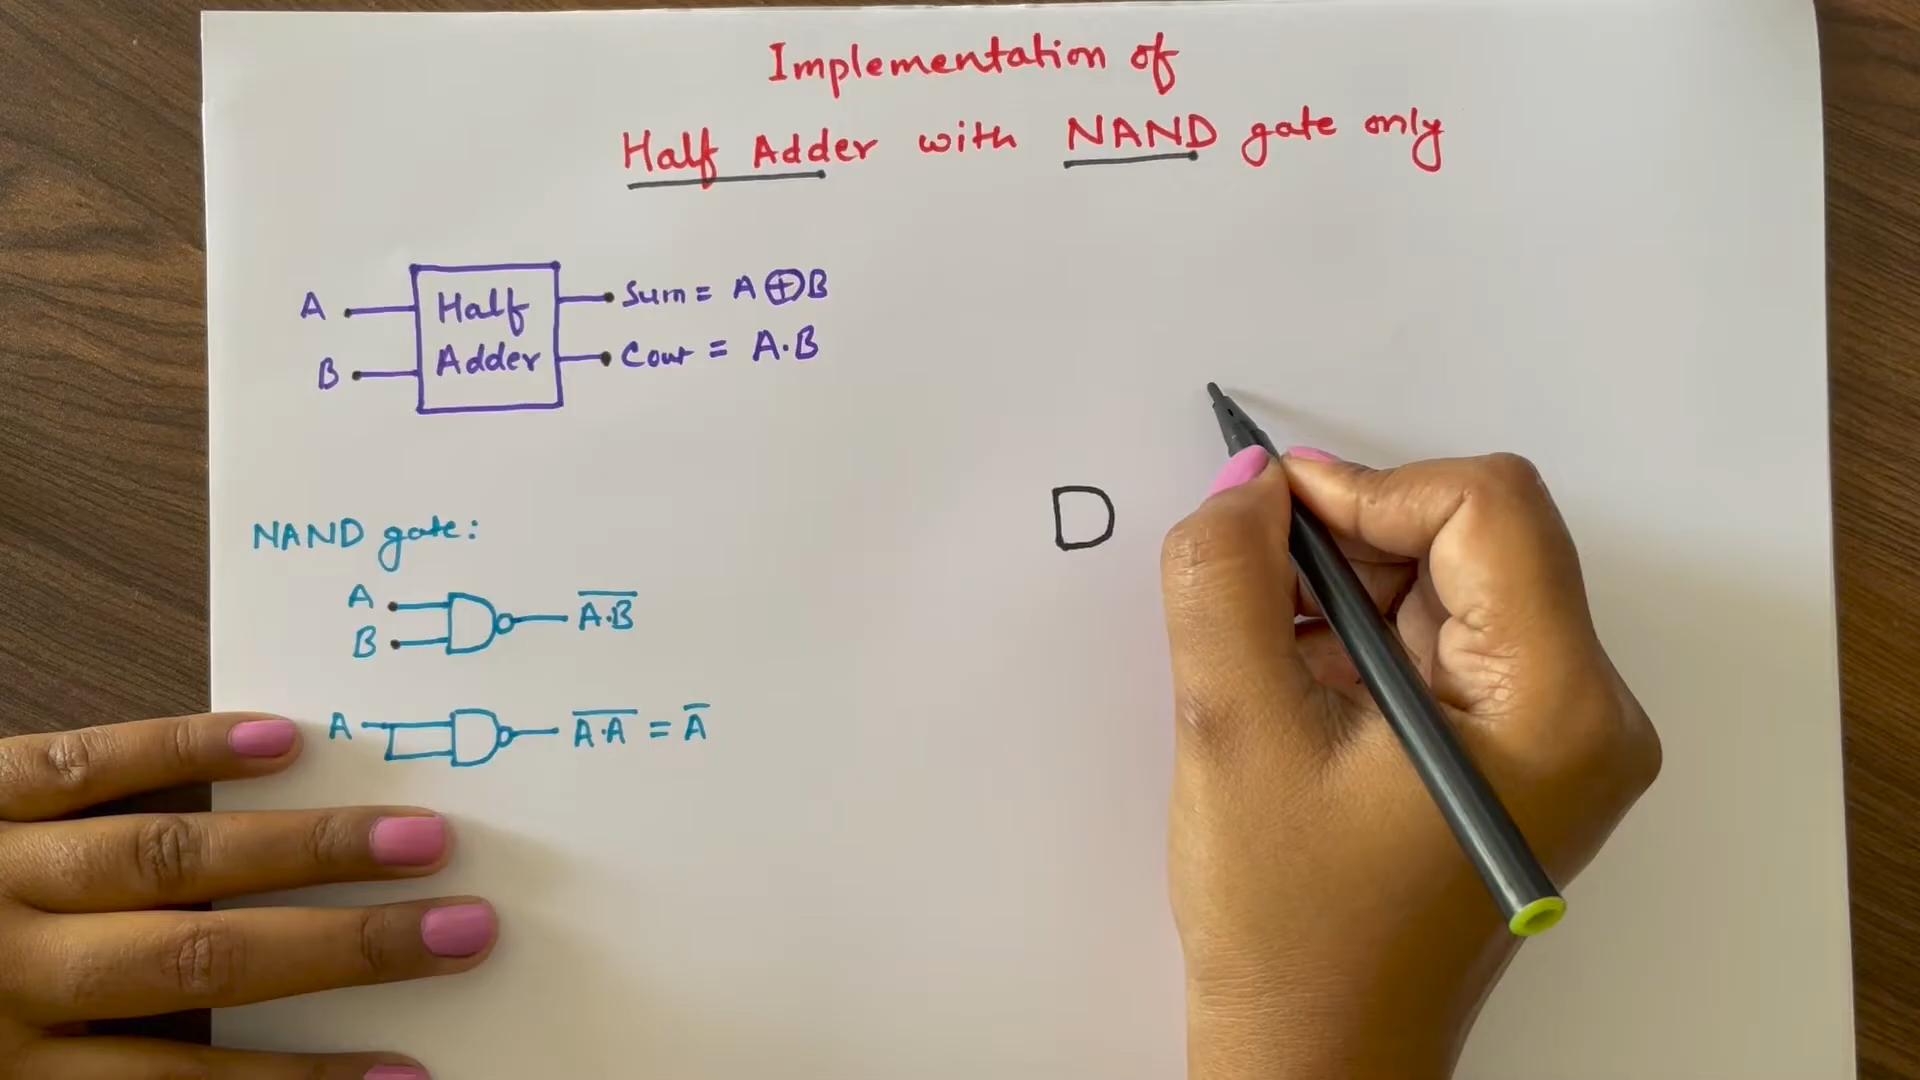 Implementation of
Half Adder with NAND gate only
A
B
Half
Adder
Sum = A⊕B
Cout = A·B
NAND gate:
A
B
A̅·̅B̅
A
A̅·̅A̅ = A̅